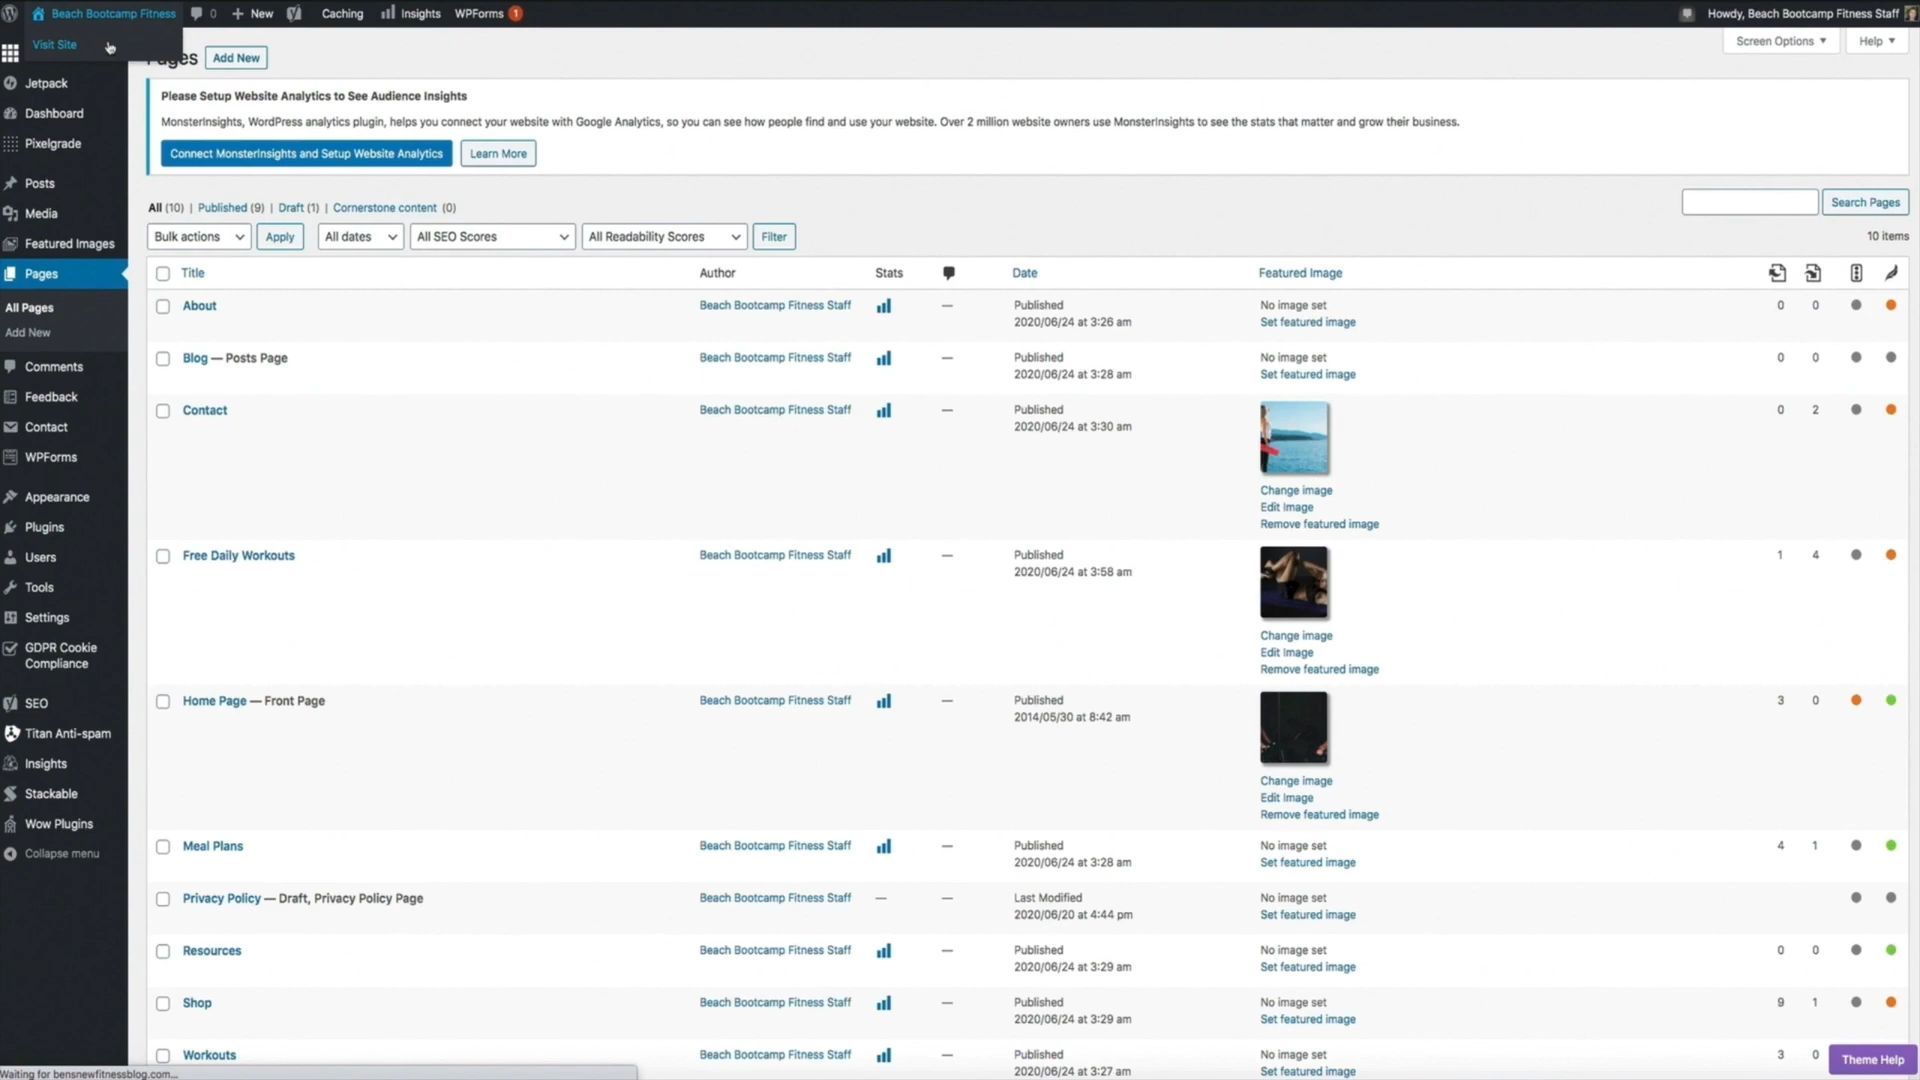 Beach Bootcamp Fitness 0 New Caching Insights WPForms 1 Howdy, Beach Bootcamp Fitness Staff
Visit Site
Screen Options Help
Pages Add New
Please Setup Website Analytics to See Audience Insights
MonsterInsights, WordPress analytics plugin, helps you connect your website with Google Analytics, so you can see how people find and use your website. Over 2 million website owners use MonsterInsights to see the stats that matter and grow their business.
Connect MonsterInsights and Setup Website Analytics Learn More
Jetpack
Dashboard
Pixelgrade
Posts
Media
Featured Images
Pages
All Pages
Add New
Comments
Feedback
Contact
WPForms
Appearance
Plugins
Users
Tools
Settings
GDPR Cookie
Compliance
SEO
Titan Anti-spam
Insights
Stackable
Wow Plugins
Collapse menu
All (10) | Published (9) | Draft (1) | Cornerstone content (0)
Search Pages
Bulk actions Apply All dates All SEO Scores All Readability Scores Filter
10 items
Title Author Stats Date Featured Image
About Beach Bootcamp Fitness Staff — Published No image set 0 0
2020/06/24 at 3:26 am Set featured image
Blog — Posts Page Beach Bootcamp Fitness Staff — Published No image set 0 0
2020/06/24 at 3:28 am Set featured image
Contact Beach Bootcamp Fitness Staff — Published 0 2
2020/06/24 at 3:30 am
Change image
Edit Image
Remove featured image
Free Daily Workouts Beach Bootcamp Fitness Staff — Published 1 4
2020/06/24 at 3:58 am
Change image
Edit Image
Remove featured image
Home Page — Front Page Beach Bootcamp Fitness Staff — Published 3 0
2014/05/30 at 8:42 am
Change image
Edit Image
Remove featured image
Meal Plans Beach Bootcamp Fitness Staff — Published No image set 4 1
2020/06/24 at 3:28 am Set featured image
Privacy Policy — Draft, Privacy Policy Page Beach Bootcamp Fitness Staff — — Last Modified No image set
2020/06/20 at 4:44 pm Set featured image
Resources Beach Bootcamp Fitness Staff — Published No image set 0 0
2020/06/24 at 3:29 am Set featured image
Shop Beach Bootcamp Fitness Staff — Published No image set 9 1
2020/06/24 at 3:29 am Set featured image
Workouts Beach Bootcamp Fitness Staff — Published No image set 3 0
2020/06/24 at 3:27 am Set featured image
Theme Help
Waiting for bensnewfitnessblog.com...